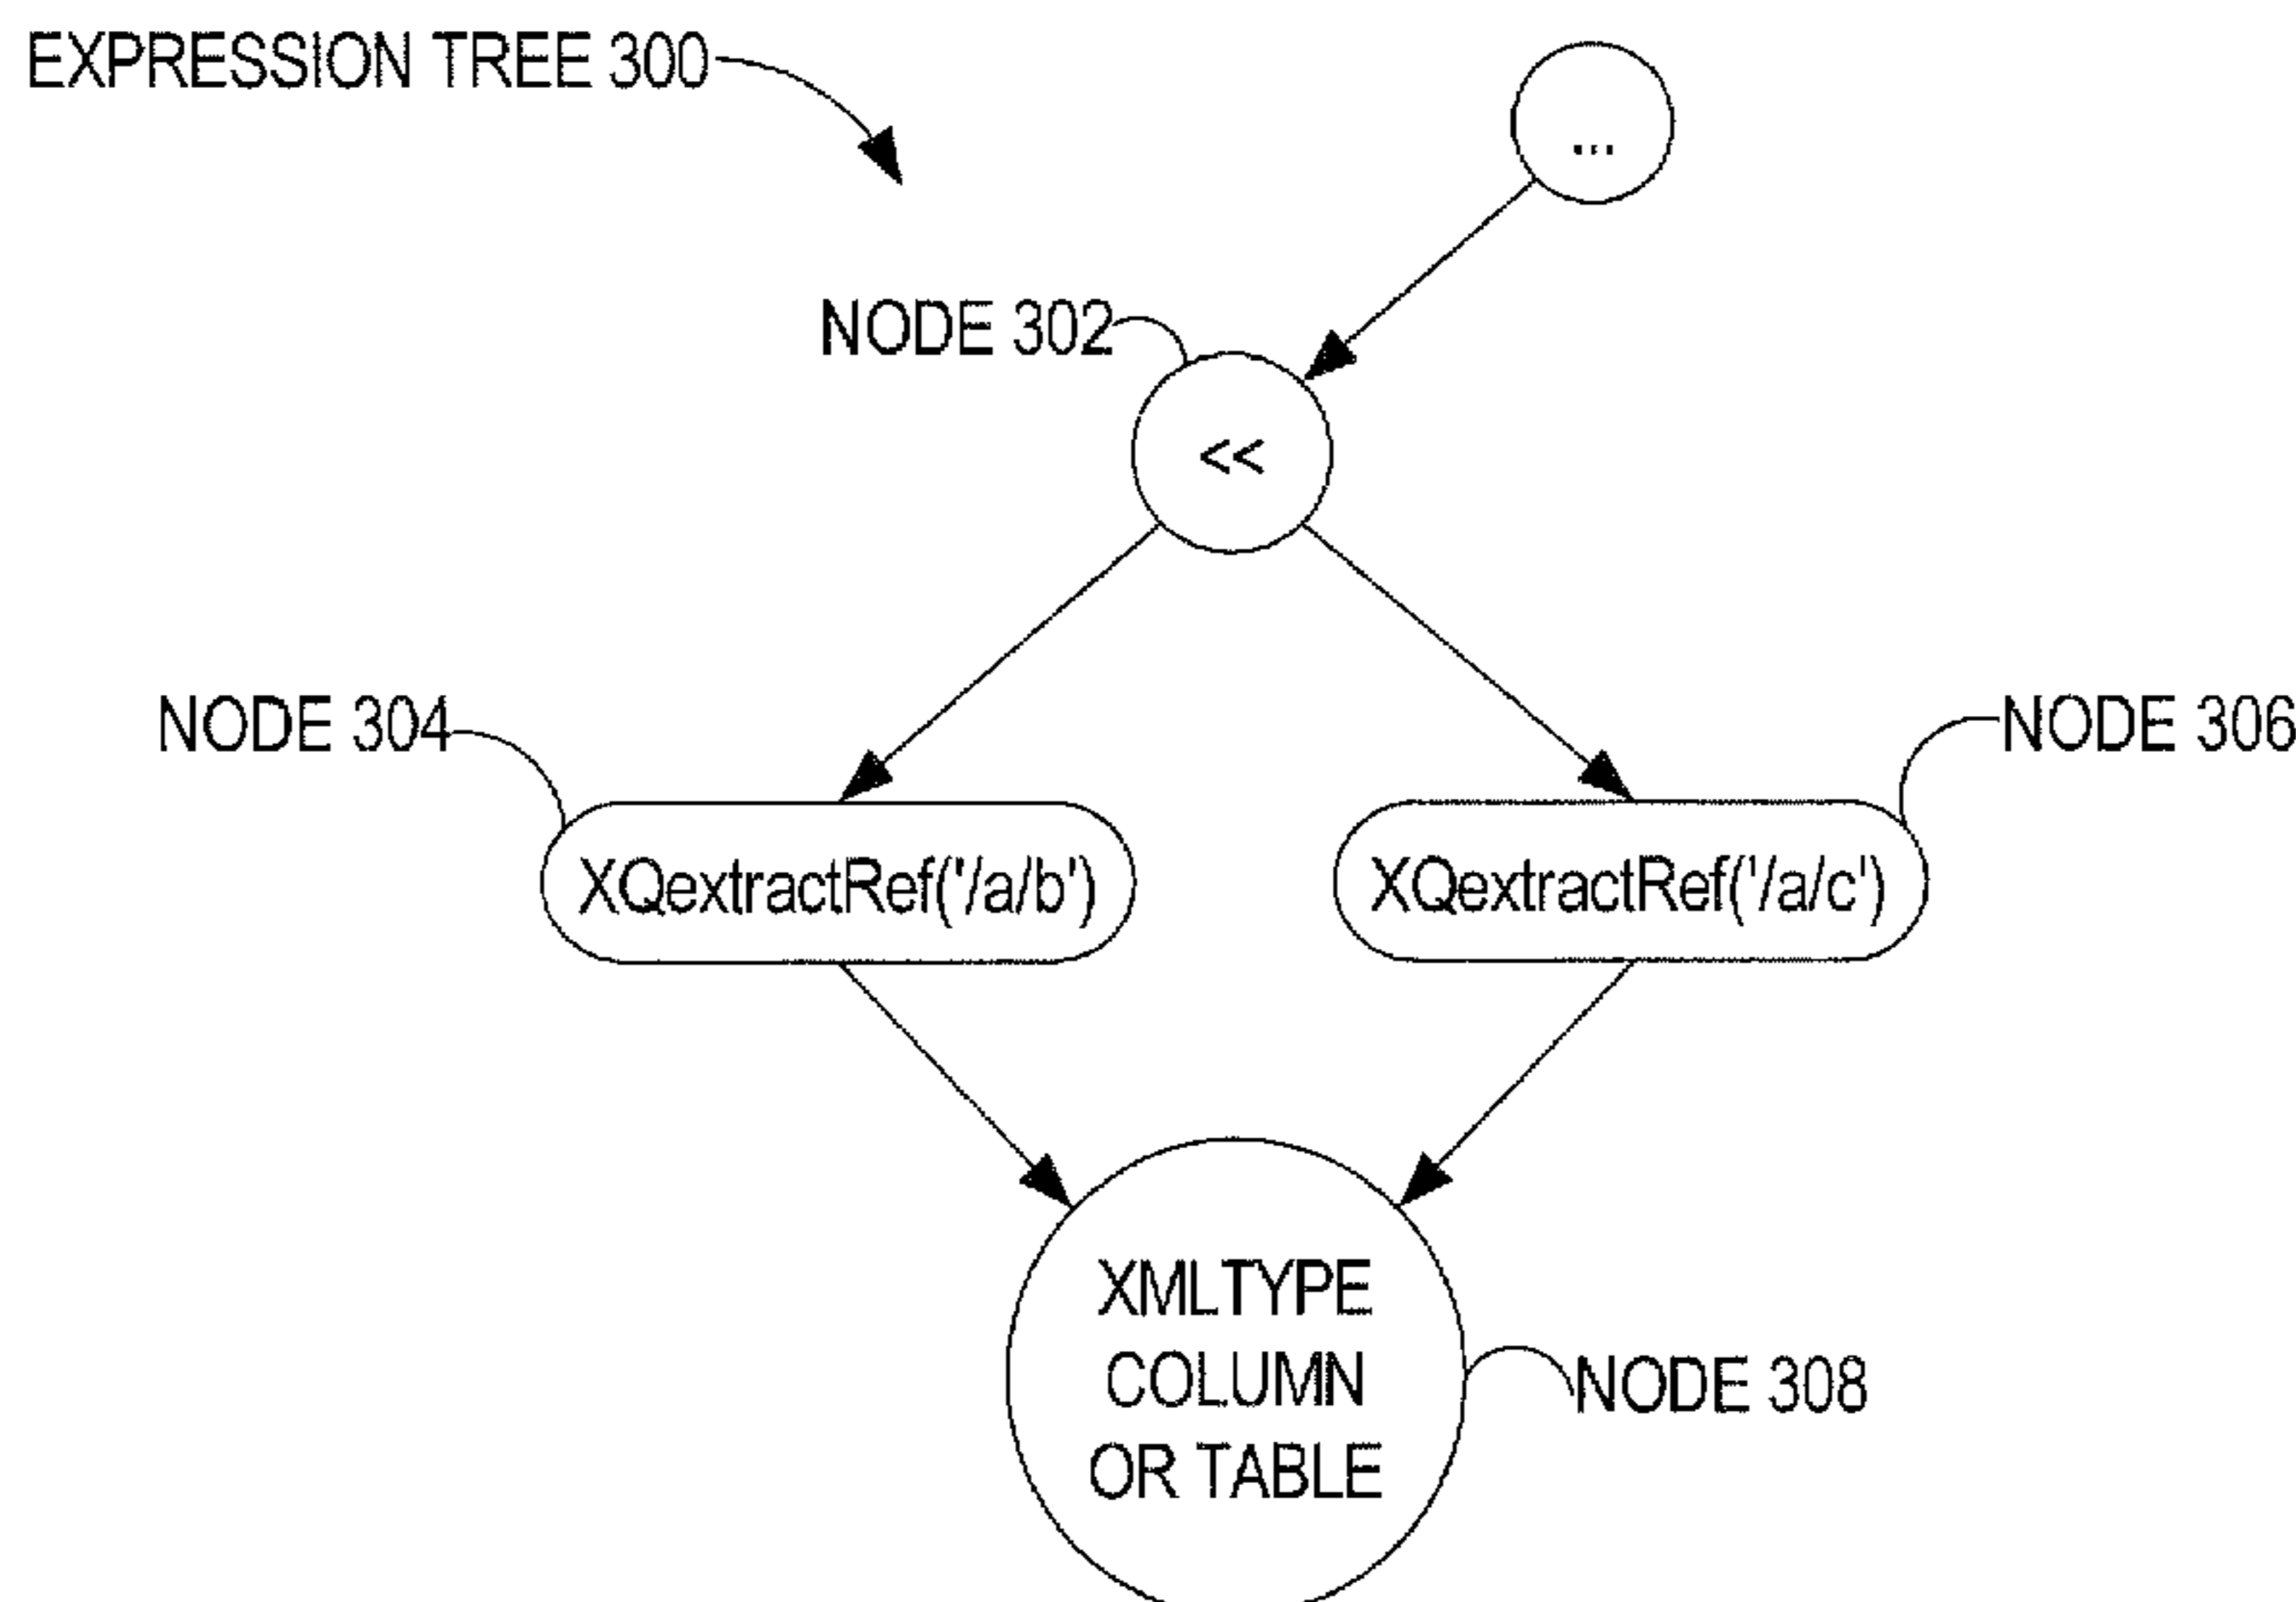 EXPRESSION TREE 300
...
NODE 302
<<
NODE 304
NODE 306
XQextractRef('/a/b')
XQextractRef('/a/c')
XMLTYPE
COLUMN
OR TABLE
NODE 308